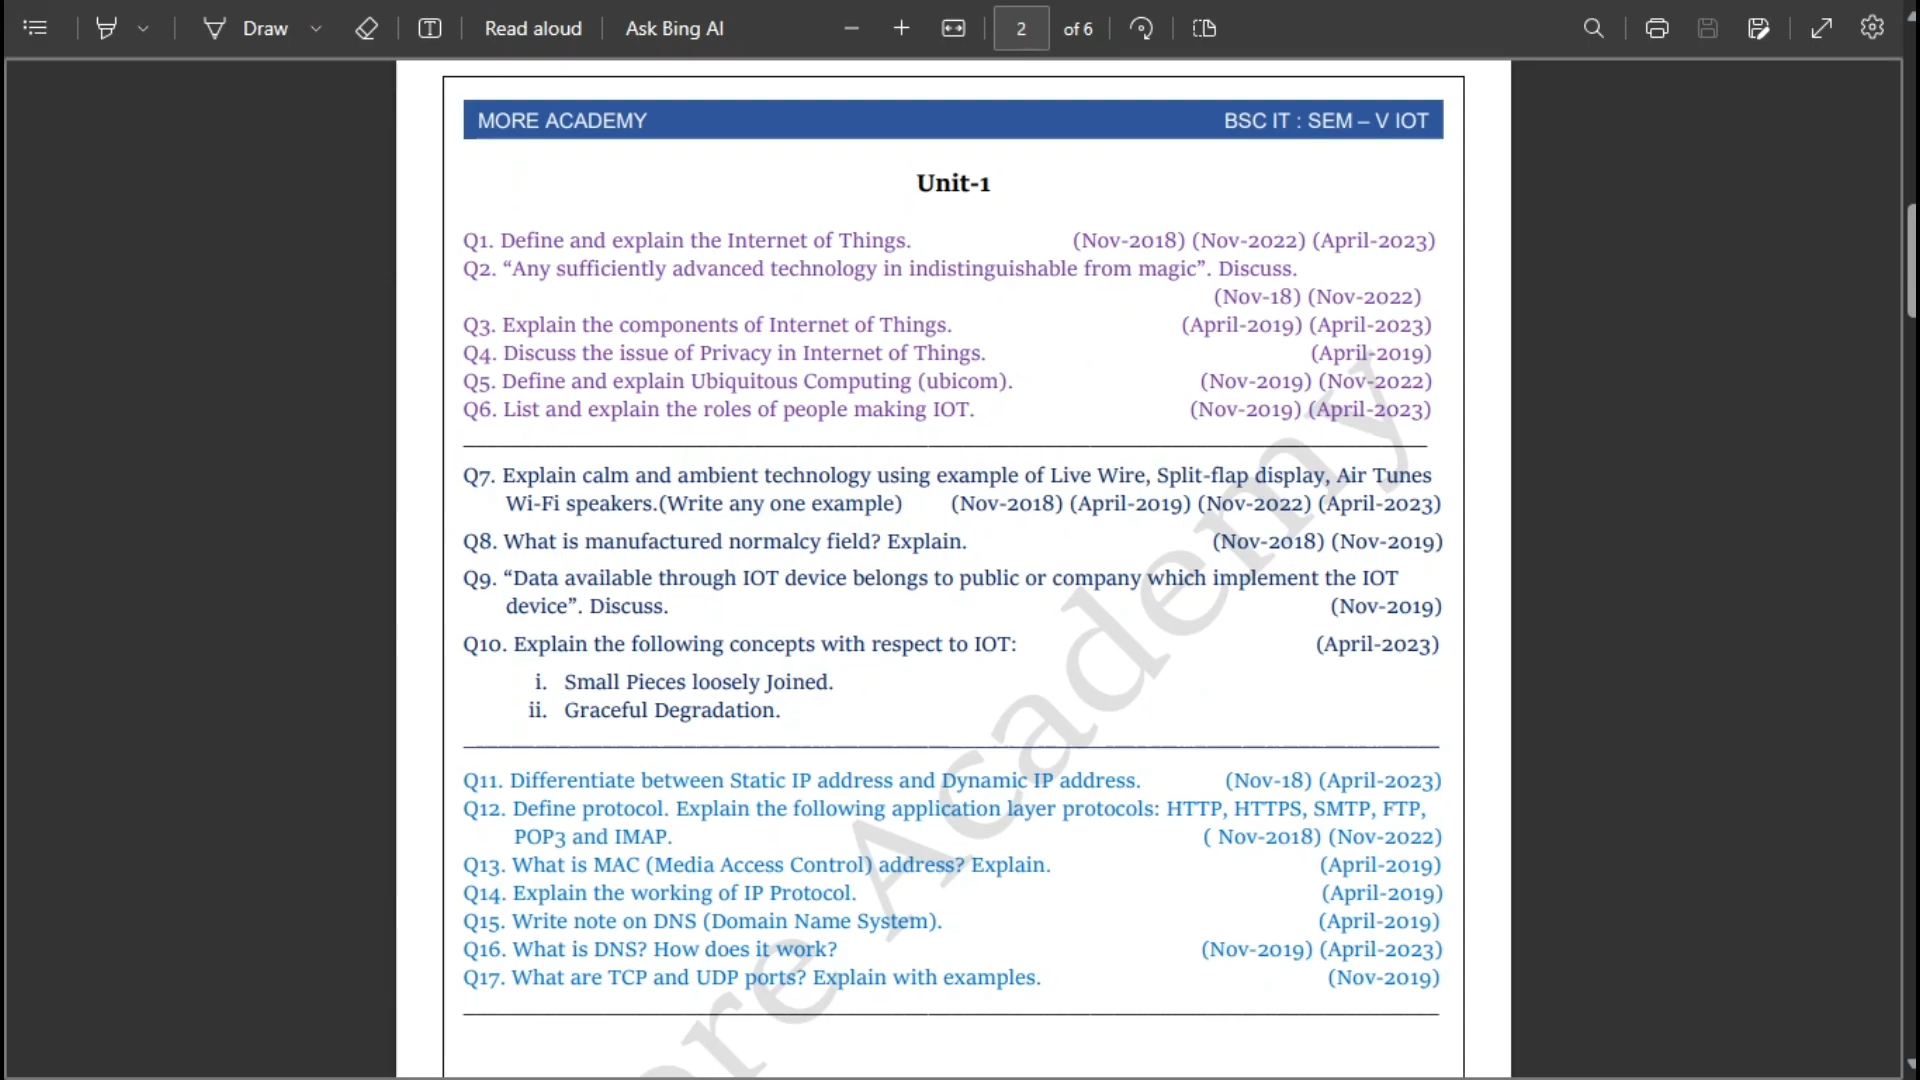 Draw
Read aloud
Ask Bing AI
2 of 6
MORE ACADEMY BSC IT : SEM – V IOT
Unit-1
Q1. Define and explain the Internet of Things. (Nov-2018) (Nov-2022) (April-2023)
Q2. “Any sufficiently advanced technology in indistinguishable from magic”. Discuss.
(Nov-18) (Nov-2022)
Q3. Explain the components of Internet of Things. (April-2019) (April-2023)
Q4. Discuss the issue of Privacy in Internet of Things. (April-2019)
Q5. Define and explain Ubiquitous Computing (ubicom). (Nov-2019) (Nov-2022)
Q6. List and explain the roles of people making IOT. (Nov-2019) (April-2023)
Q7. Explain calm and ambient technology using example of Live Wire, Split-flap display, Air Tunes
Wi-Fi speakers.(Write any one example) (Nov-2018) (April-2019) (Nov-2022) (April-2023)
Q8. What is manufactured normalcy field? Explain. (Nov-2018) (Nov-2019)
Q9. “Data available through IOT device belongs to public or company which implement the IOT
device”. Discuss. (Nov-2019)
Q10. Explain the following concepts with respect to IOT: (April-2023)
i. Small Pieces loosely Joined.
ii. Graceful Degradation.
Q11. Differentiate between Static IP address and Dynamic IP address. (Nov-18) (April-2023)
Q12. Define protocol. Explain the following application layer protocols: HTTP, HTTPS, SMTP, FTP,
POP3 and IMAP. ( Nov-2018) (Nov-2022)
Q13. What is MAC (Media Access Control) address? Explain. (April-2019)
Q14. Explain the working of IP Protocol. (April-2019)
Q15. Write note on DNS (Domain Name System). (April-2019)
Q16. What is DNS? How does it work? (Nov-2019) (April-2023)
Q17. What are TCP and UDP ports? Explain with examples. (Nov-2019)
ore Academy